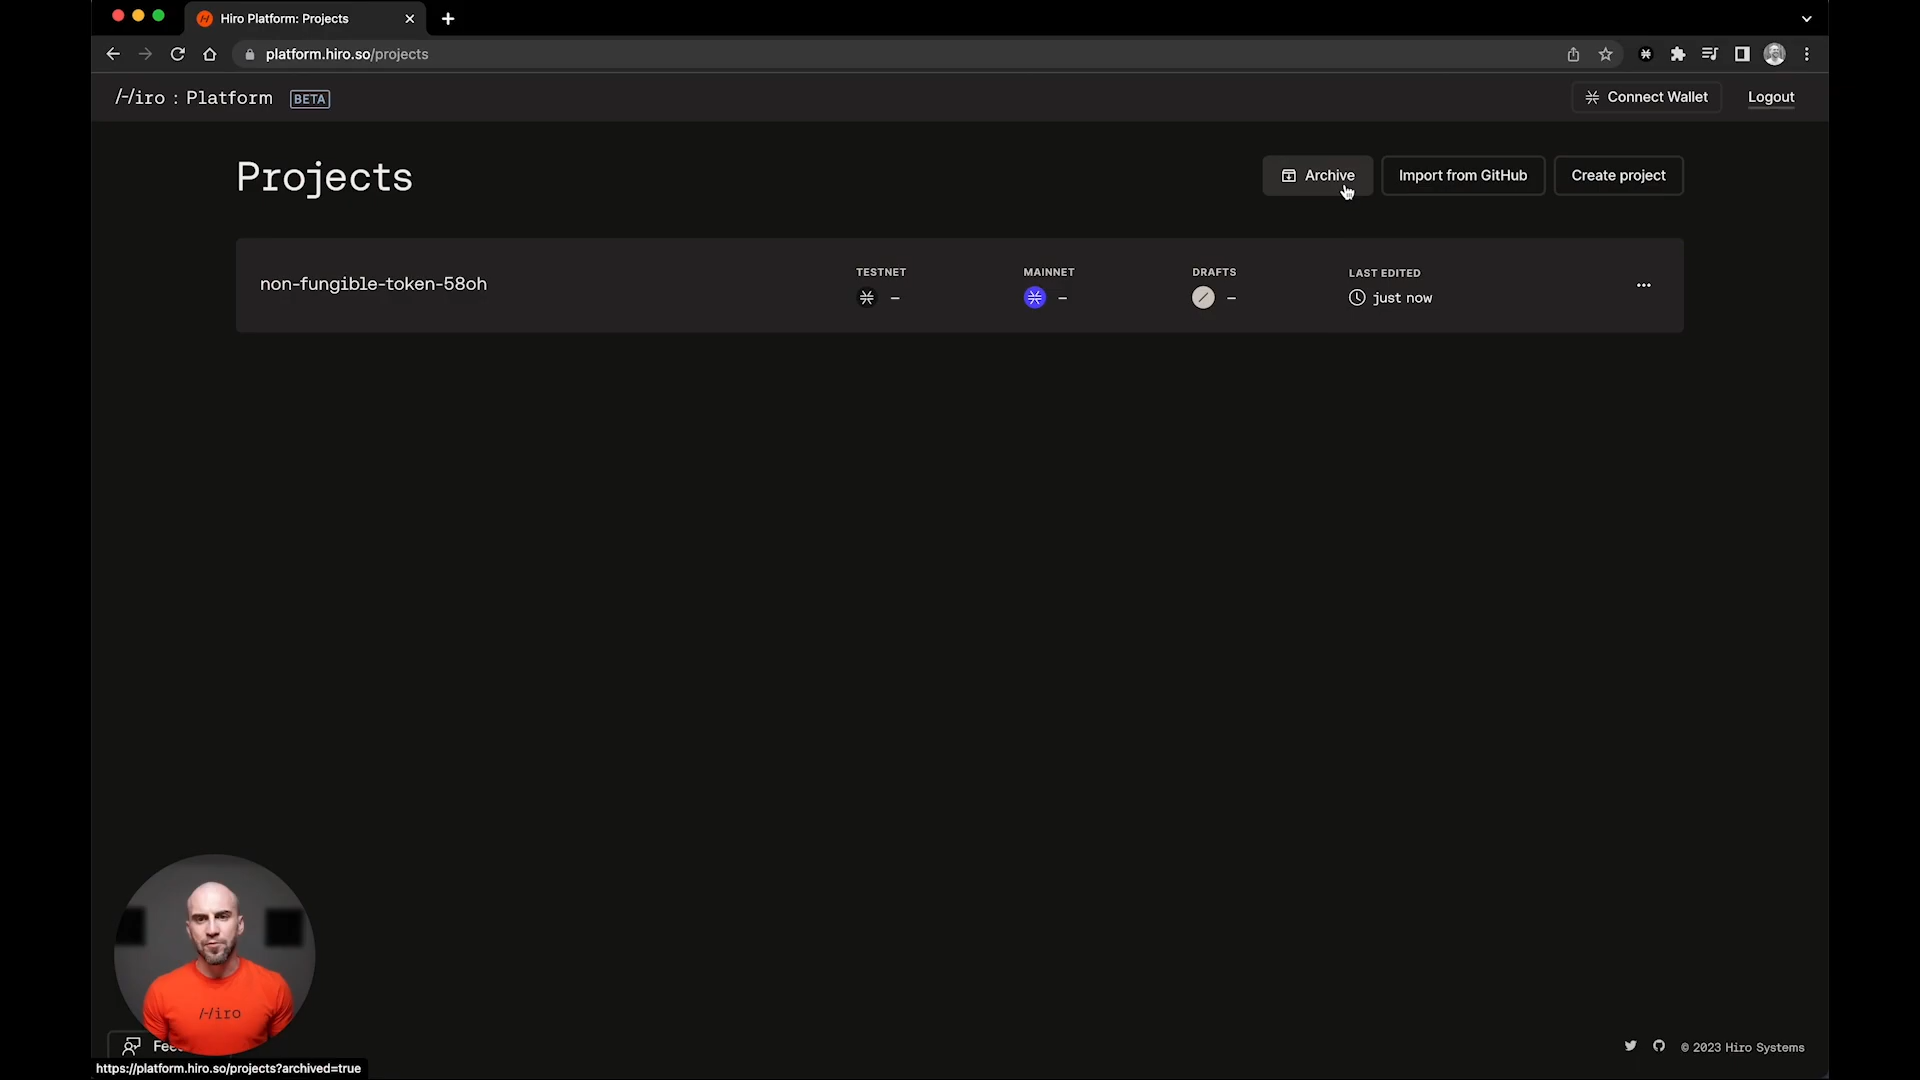 Hiro Platform: Projects
platform.hiro.so/projects
/-/iro : Platform BETA
Connect Wallet
Logout
Projects
Archive
Import from GitHub
Create project
non-fungible-token-58oh
TESTNET
–
MAINNET
–
DRAFTS
–
LAST EDITED
just now
/-/iro
© 2023 Hiro Systems
https://platform.hiro.so/projects?archived=true